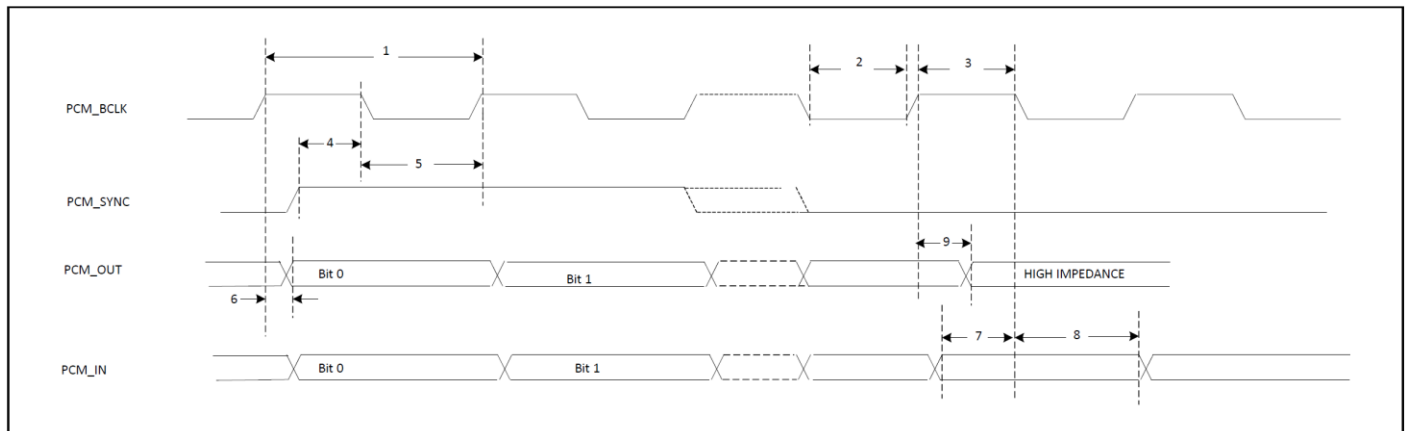 1
2
3
PCM_BCLK
4
5
PCM_SYNC
9
PCM_OUT
Bit 0
Bit 1
HIGH IMPEDANCE
6
7
8
PCM_IN
Bit 0
Bit 1